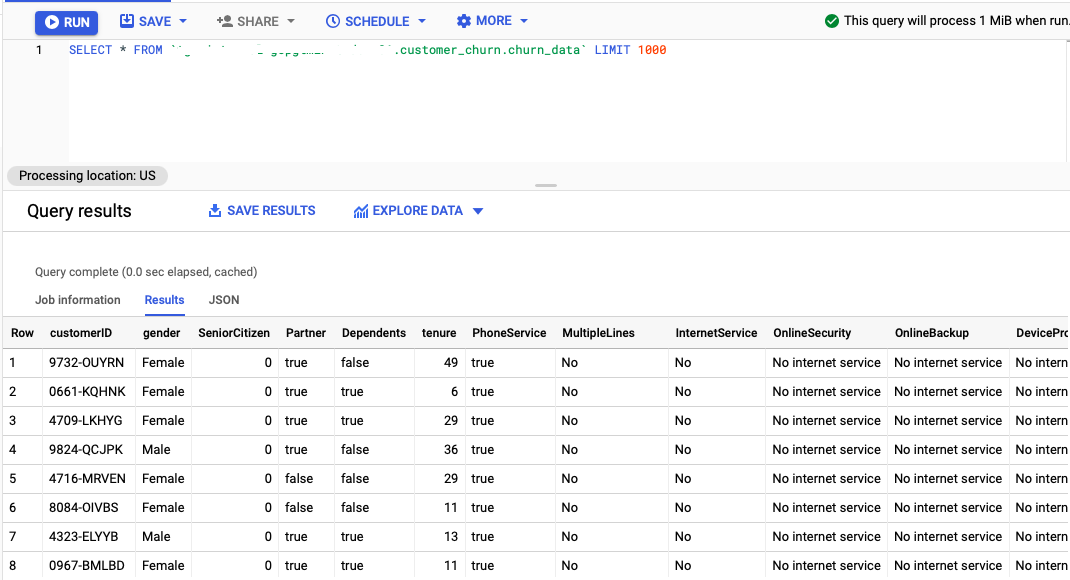 RUN SAVE SHARE SCHEDULE MORE This query will process 1 MiB when run.
1 SELECT * FROM .customer_churn.churn_data` LIMIT 1000
Processing location: US
Query results SAVE RESULTS EXPLORE DATA
Query complete (0.0 sec elapsed, cached)
Job information Results JSON
Row customerID gender SeniorCitizen Partner Dependents tenure PhoneService MultipleLines InternetService OnlineSecurity OnlineBackup DevicePro
1 9732-OUYRN Female 0 true false 49 true No No No internet service No internet service No intern
2 0661-KQHNK Female 0 true true 6 true No No No internet service No internet service No intern
3 4709-LKHYG Female 0 true true 29 true No No No internet service No internet service No intern
4 9824-QCJPK Male 0 true false 36 true No No No internet service No internet service No intern
5 4716-MRVEN Female 0 false false 29 true No No No internet service No internet service No intern
6 8084-OIVBS Female 0 false false 11 true No No No internet service No internet service No intern
7 4323-ELYYB Male 0 true true 13 true No No No internet service No internet service No intern
8 0967-BMLBD Female 0 true true 11 true No No No internet service No internet service No intern